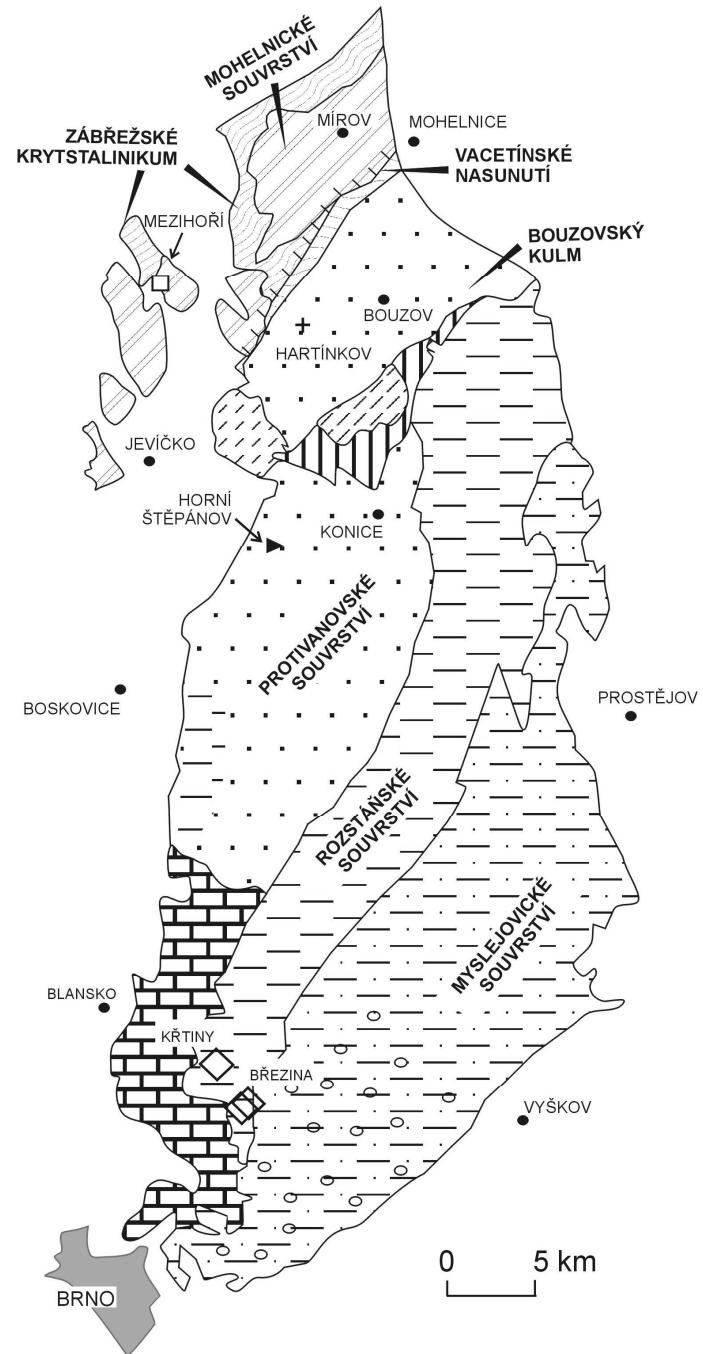 MOHELNICKÉ
SOUVRSTVÍ
MÍROV
MOHELNICE
ZÁBŘEŽSKÉ
KRYTSTALINIKUM
VACETÍNSKÉ
NASUNUTÍ
MEZIHOŘÍ
BOUZOVSKÝ
KULM
BOUZOV
HARTÍNKOV
JEVÍČKO
HORNÍ
ŠTĚPÁNOV
KONICE
PROTIVANOVSKÉ
SOUVRSTVÍ
BOSKOVICE
PROSTĚJOV
ROZSTÁŇSKÉ
SOUVRSTVÍ
MYSLEJOVICKÉ
SOUVRSTVÍ
BLANSKO
KŘTINY
BŘEZINA
VYŠKOV
0 5 km
BRNO